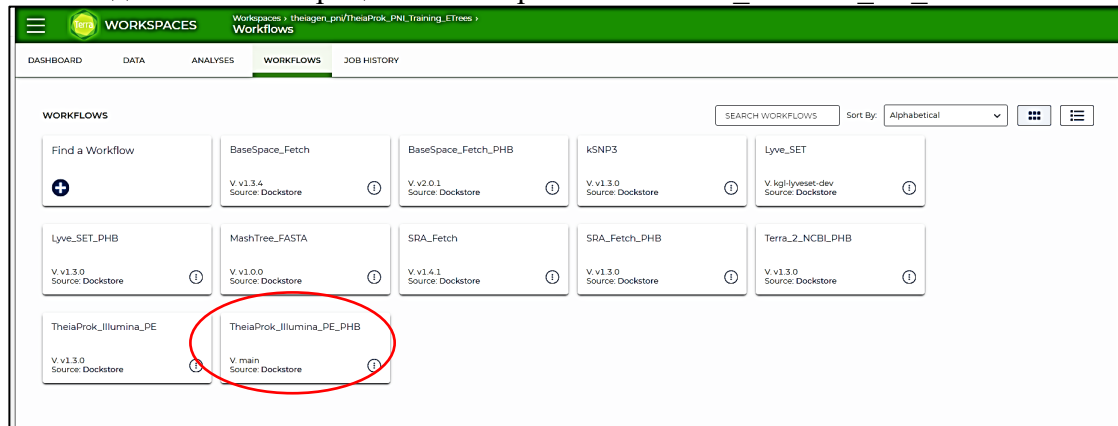 WORKSPACES
Workspaces › theiagen_pni/TheiaProk_PNI_Training_ETrees ›
Workflows
DASHBOARD DATA ANALYSES WORKFLOWS JOB HISTORY
WORKFLOWS
SEARCH WORKFLOWS Sort By: Alphabetical
Find a Workflow
BaseSpace_Fetch
V. v1.3.4
Source: Dockstore
BaseSpace_Fetch_PHB
V. v2.0.1
Source: Dockstore
kSNP3
V. v1.3.0
Source: Dockstore
Lyve_SET
V. kgl-lyveset-dev
Source: Dockstore
Lyve_SET_PHB
V. v1.3.0
Source: Dockstore
MashTree_FASTA
V. v1.0.0
Source: Dockstore
SRA_Fetch
V. v1.4.1
Source: Dockstore
SRA_Fetch_PHB
V. v1.3.0
Source: Dockstore
Terra_2_NCBI_PHB
V. v1.3.0
Source: Dockstore
TheiaProk_Illumina_PE
V. v1.3.0
Source: Dockstore
TheiaProk_Illumina_PE_PHB
V. main
Source: Dockstore